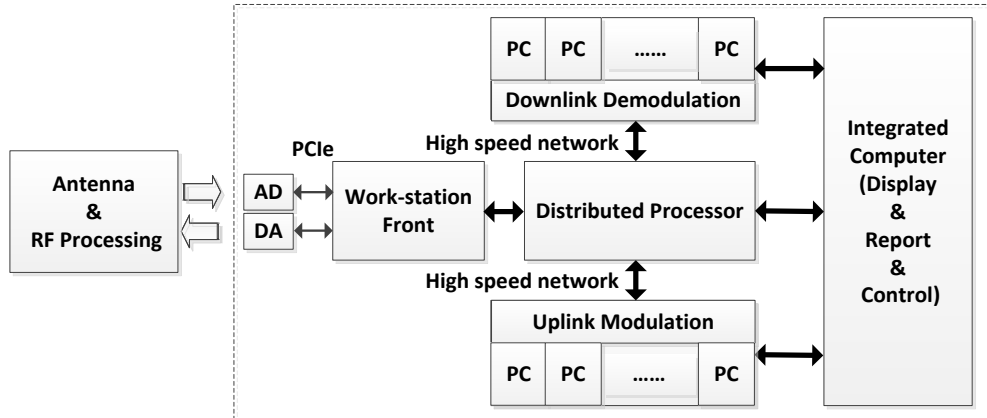 PC PC ...... PC
Downlink Demodulation
High speed network
PCIe
Antenna
&
RF Processing
AD
DA
Work-station
Front
Distributed Processor
High speed network
Uplink Modulation
PC PC ...... PC
Integrated
Computer
(Display
&
Report
&
Control)